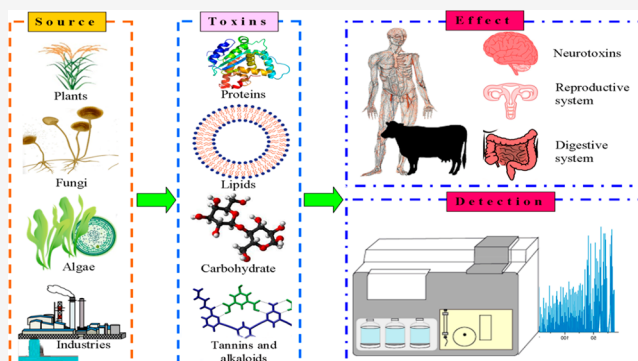 Source
Plants
Fungi
Algae
Industries
Toxins
Proteins
Lipids
Carbohydrate
Tannins and
alkaloids
Effect
Neurotoxins
Reproductive
system
Digestive
system
Detection